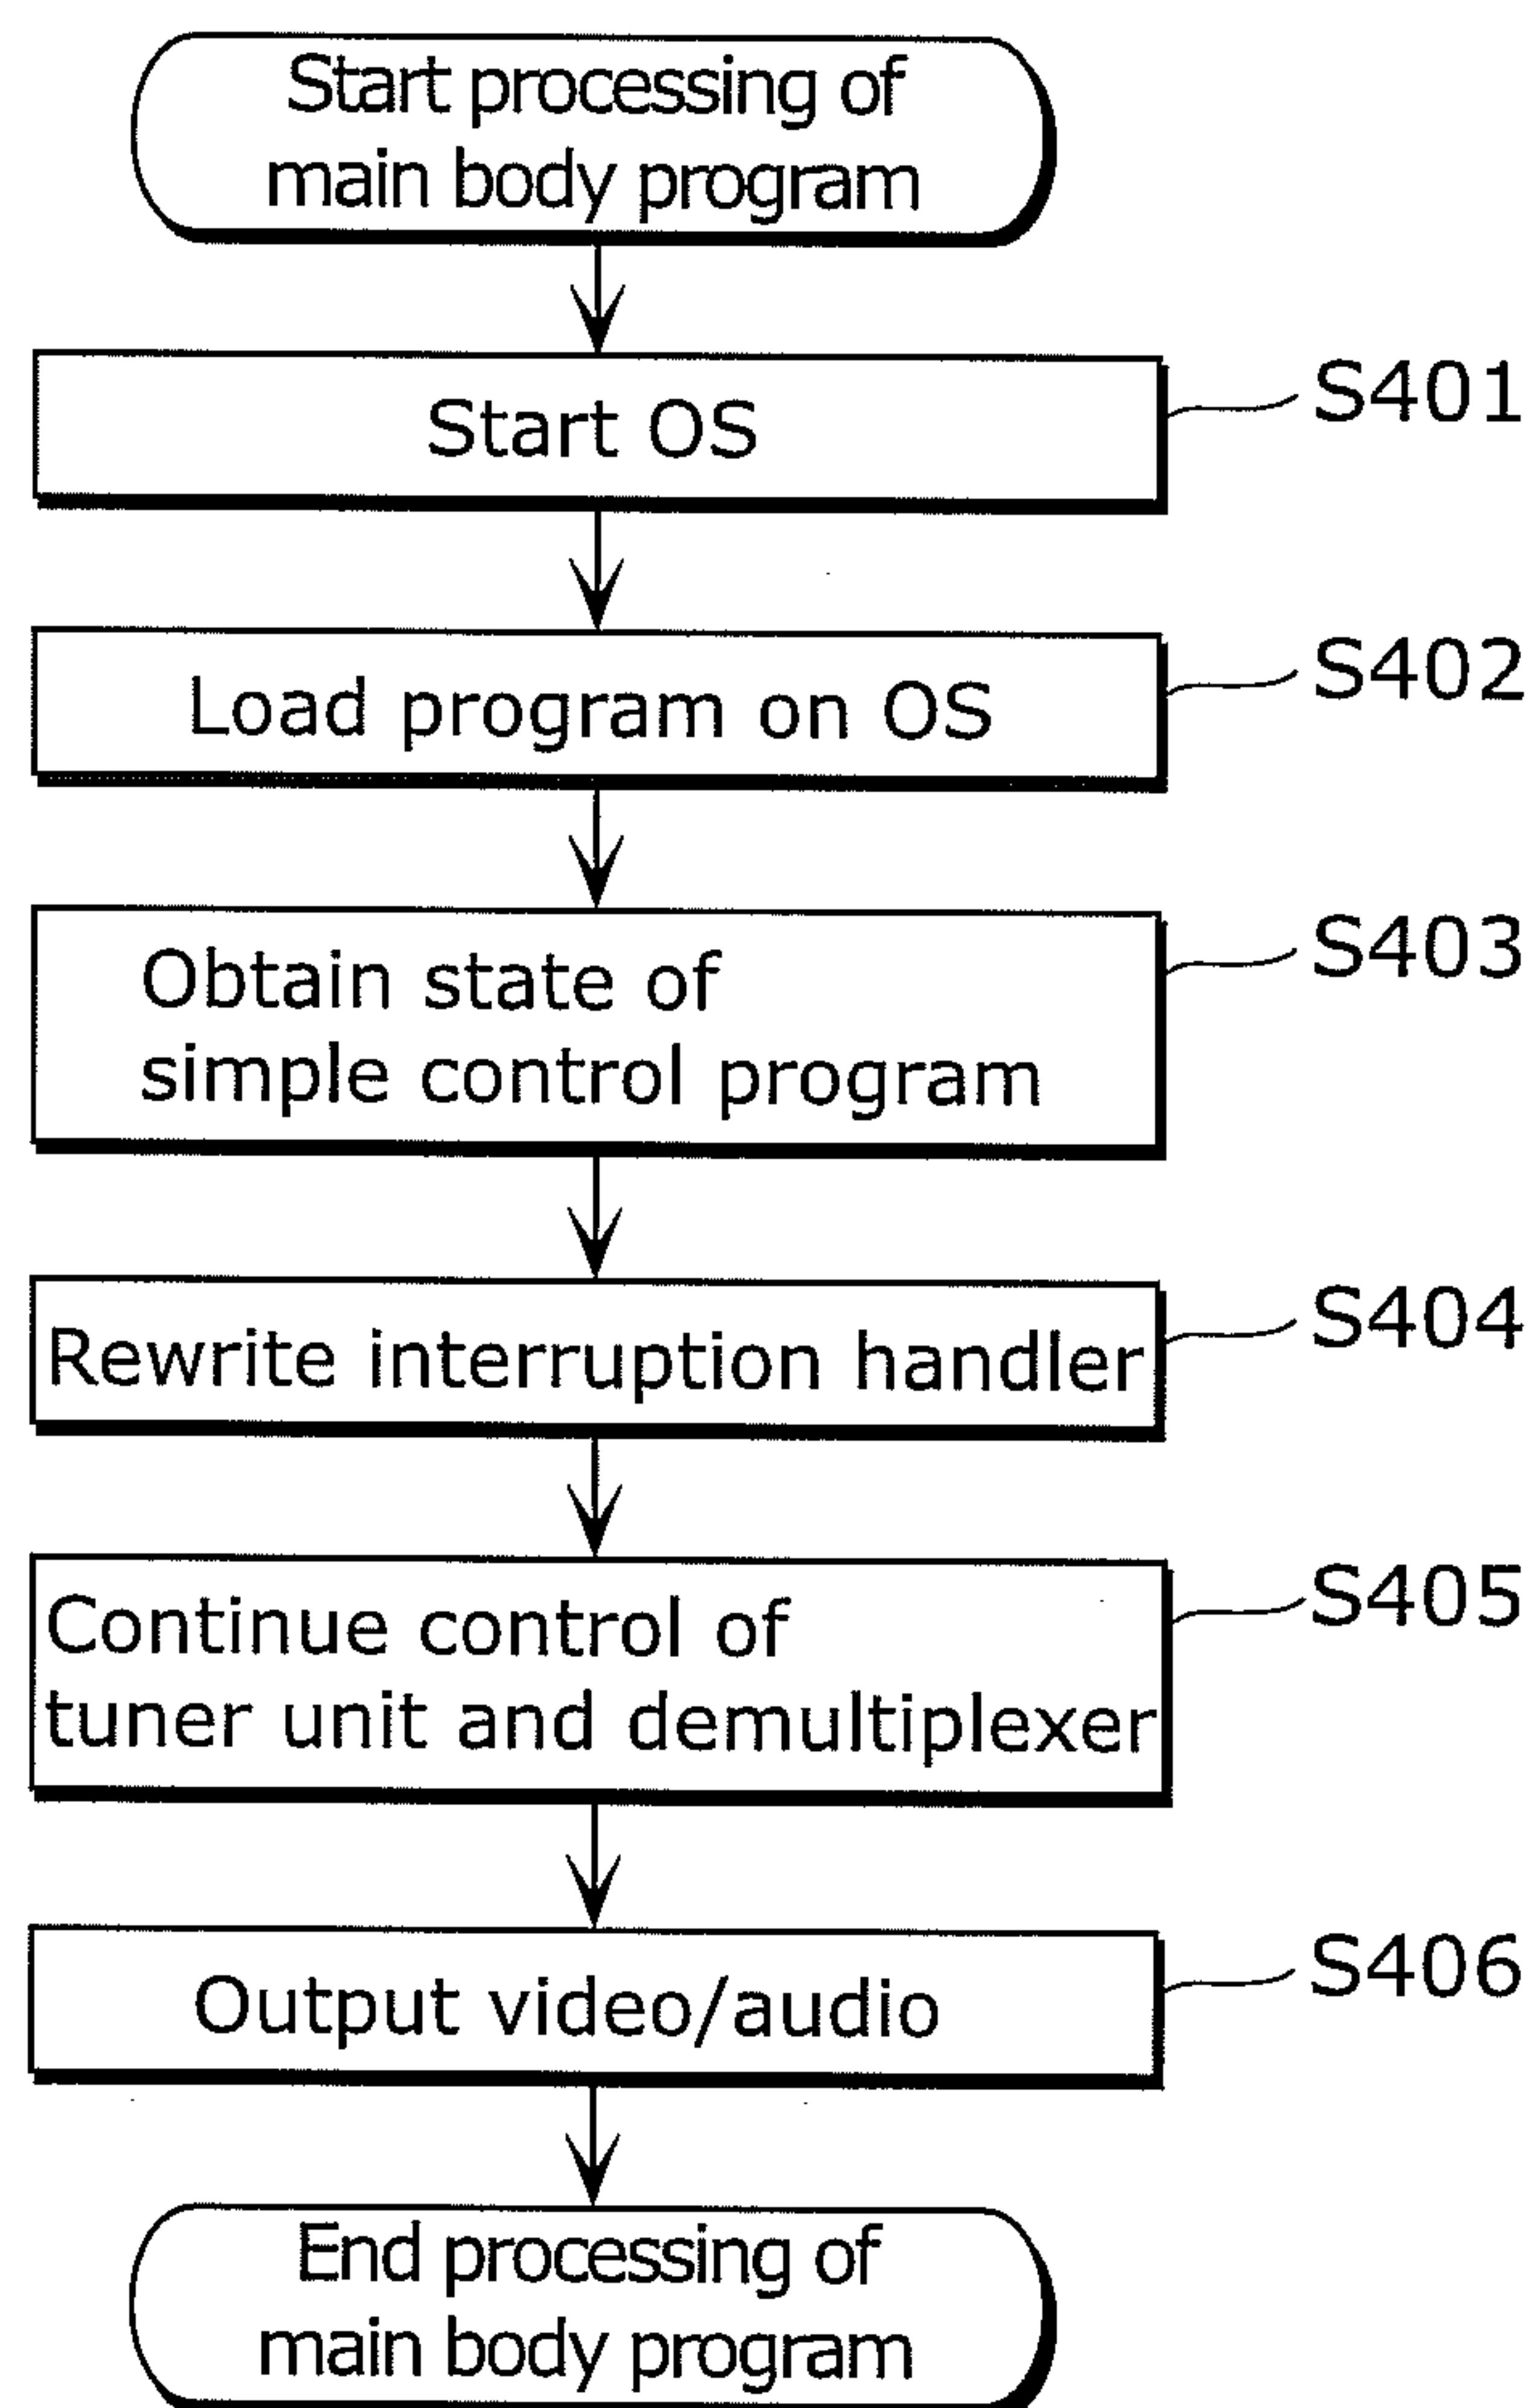 Start processing of
main body program
Start OS
S401
Load program on OS
S402
Obtain state of
simple control program
S403
Rewrite interruption handler
S404
Continue control of
tuner unit and demultiplexer
S405
Output video/audio
S406
End processing of
main body program